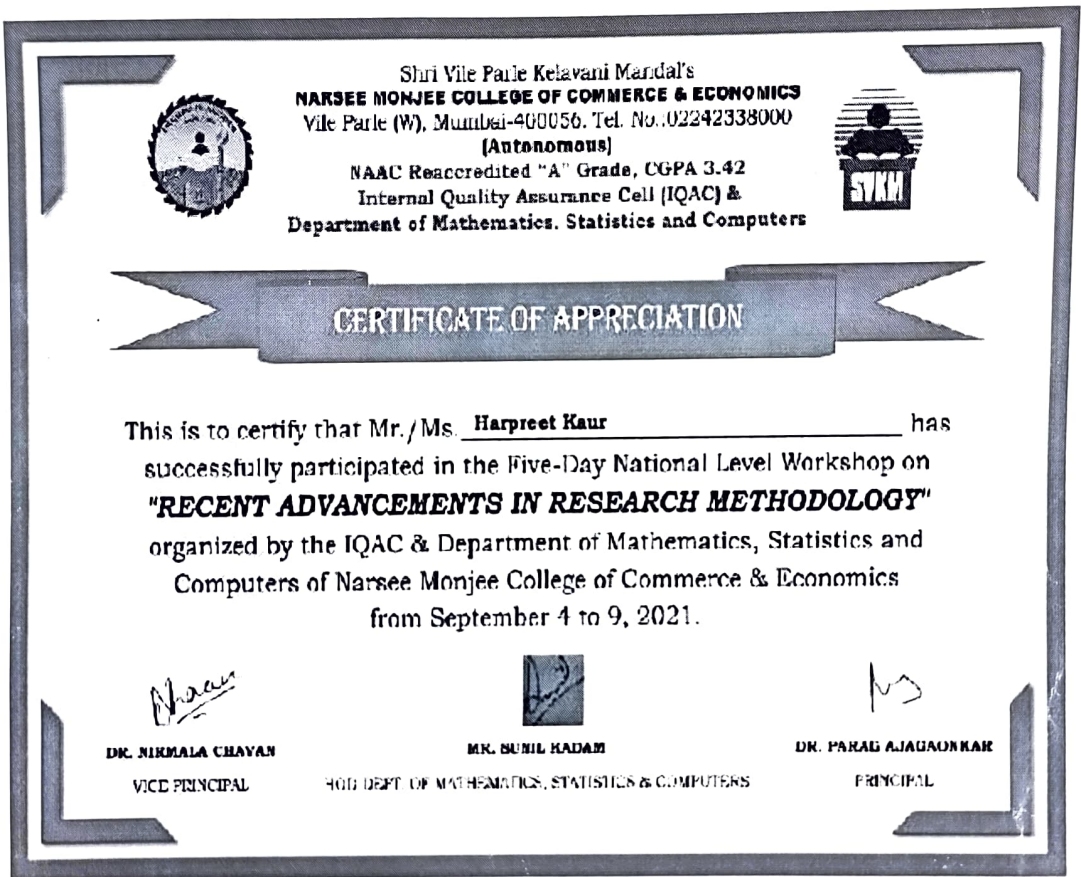 Shri Vile Parle Kelavani Mandal's
NARSEE MONJEE COLLEGE OF COMMERCE & ECONOMICS
Vile Parle (W), Mumbai-400056. Tel. No.:02242338000
(Autonomous)
NAAC Reaccredited "A" Grade, CGPA 3.42
Internal Quality Assurance Cell (IQAC) &
Department of Mathematics, Statistics and Computers
SVKM
CERTIFICATE OF APPRECIATION
This is to certify that Mr./Ms. Harpreet Kaur has
successfully participated in the Five-Day National Level Workshop on
"RECENT ADVANCEMENTS IN RESEARCH METHODOLOGY"
organized by the IQAC & Department of Mathematics, Statistics and
Computers of Narsee Monjee College of Commerce & Economics
from September 4 to 9, 2021.
DR. NIRMALA CHAVAN
MR. SUNIL KADAM
DR. PARAG AJAGAONKAR
VICE PRINCIPAL
HOD DEPT. OF MATHEMATICS, STATISTICS & COMPUTERS
PRINCIPAL